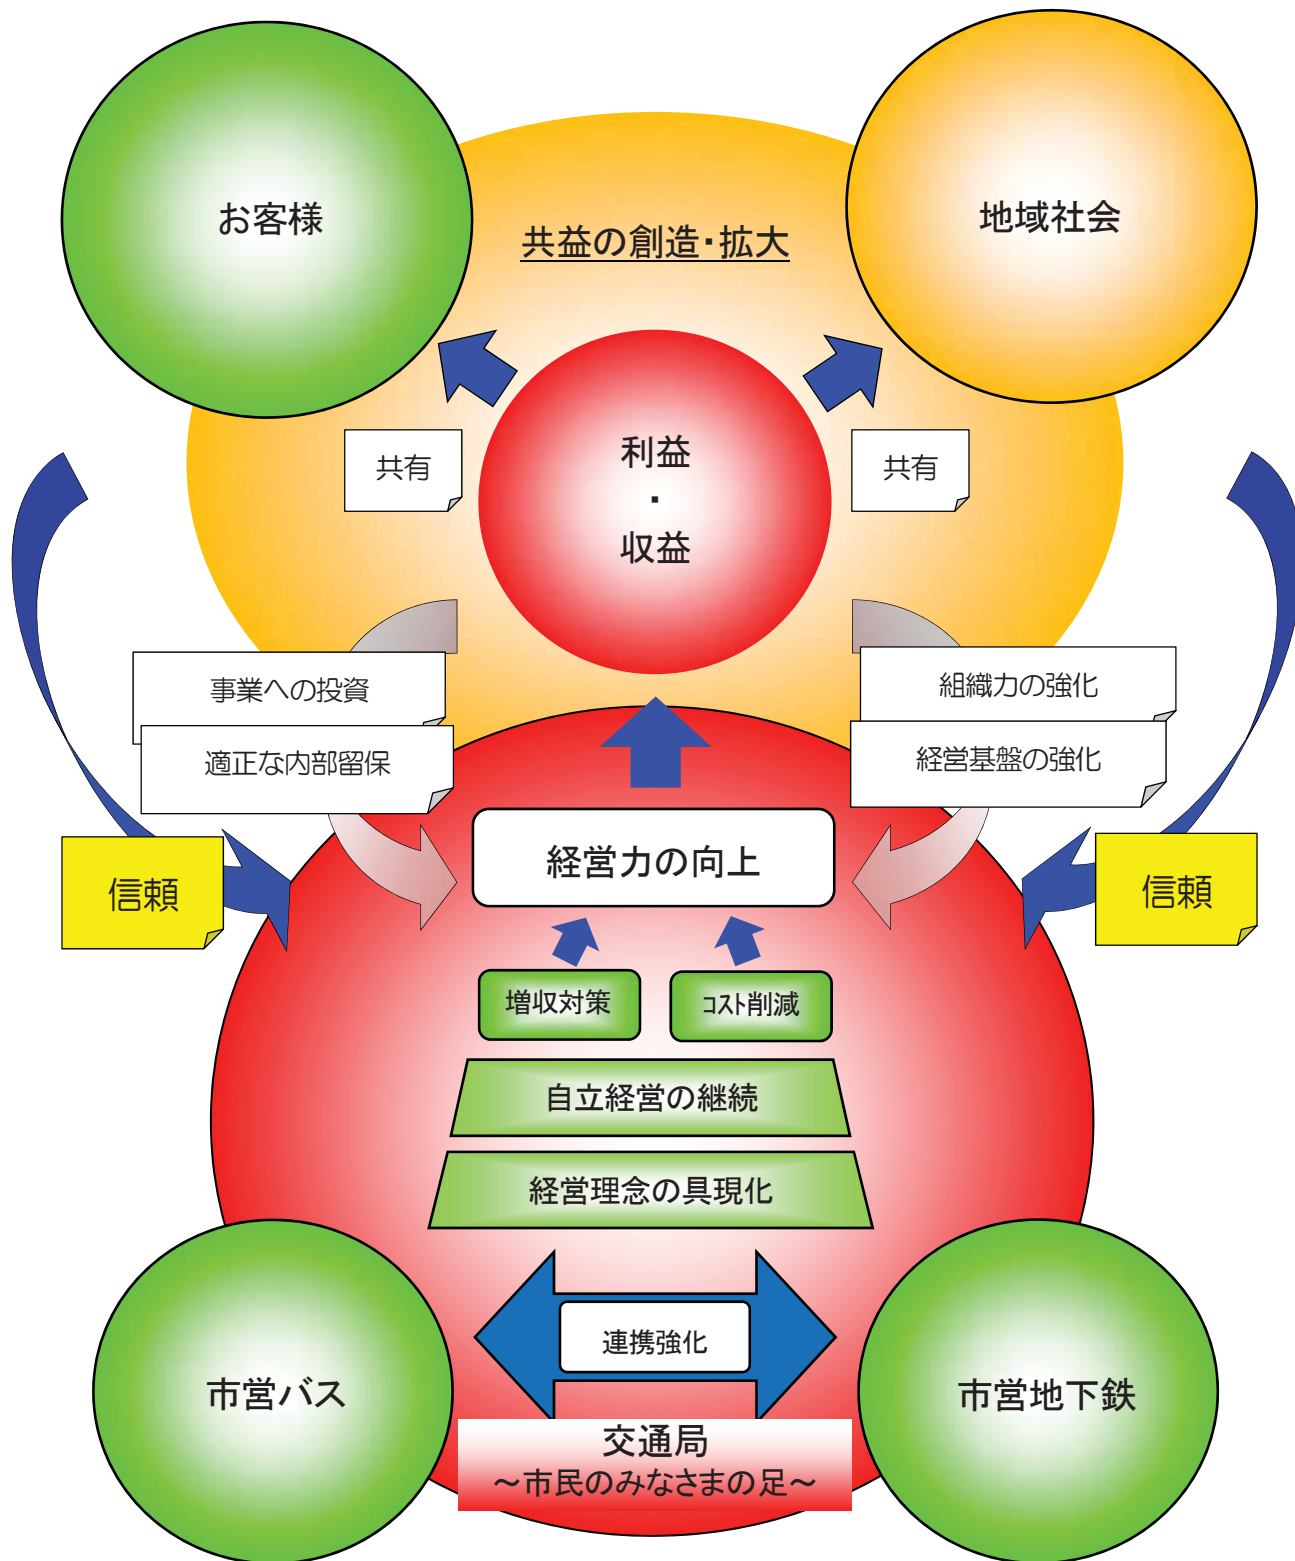 お客様
地域社会
共益の創造・拡大
利益
・
収益
共有
共有
事業への投資
適正な内部留保
組織力の強化
経営基盤の強化
信頼
信頼
経営力の向上
増収対策
コスト削減
自立経営の継続
経営理念の具現化
連携強化
市営バス
市営地下鉄
交通局
～市民のみなさまの足～